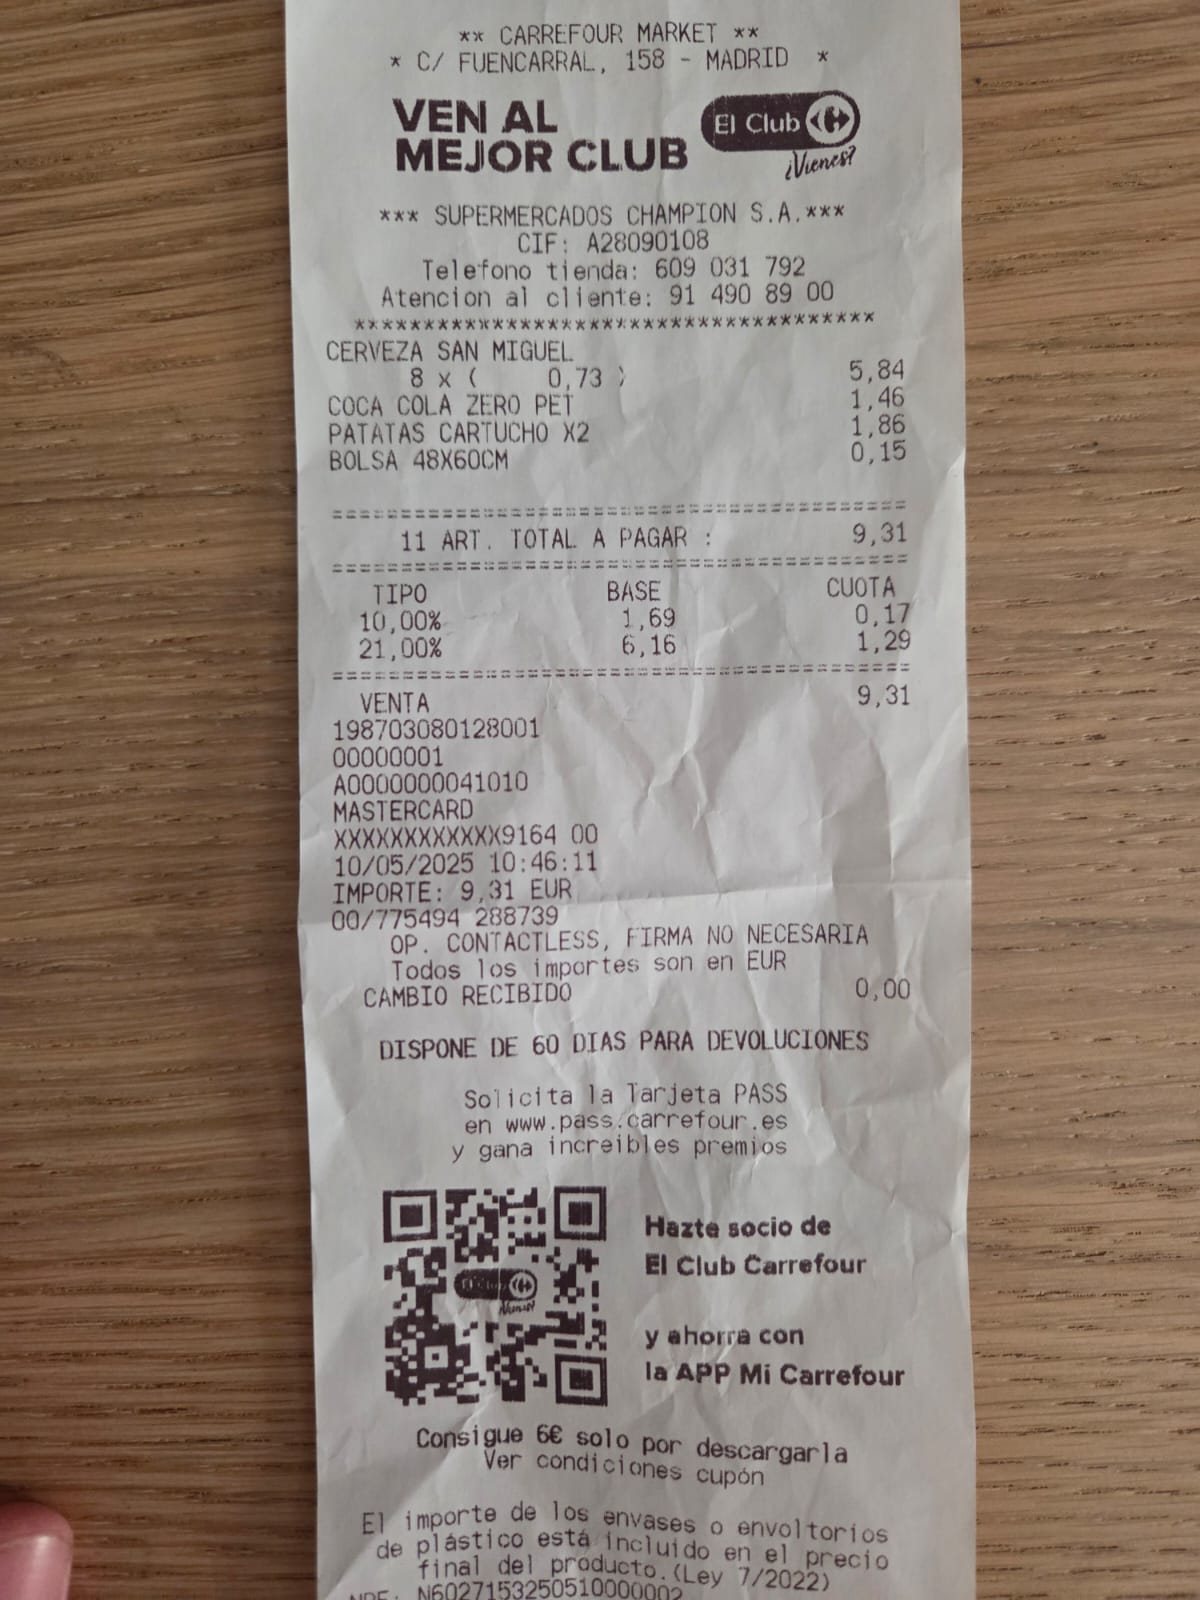 ** CARREFOUR MARKET **
* C/ FUENCARRAL, 158 - MADRID *
VEN AL
MEJOR CLUB
El Club
¿Vienes?
*** SUPERMERCADOS CHAMPION S.A.***
CIF: A28090108
Telefono tienda: 609 031 792
Atencion al cliente: 91 490 89 00
**************************************
CERVEZA SAN MIGUEL
8 x ( 0,73 ) 5,84
COCA COLA ZERO PET 1,46
PATATAS CARTUCHO X2 1,86
BOLSA 48X60CM 0,15
==========================================
11 ART. TOTAL A PAGAR : 9,31
==========================================
TIPO BASE CUOTA
10,00% 1,69 0,17
21,00% 6,16 1,29
==========================================
VENTA 9,31
198703080128001
00000001
A0000000041010
MASTERCARD
XXXXXXXXXXXX9164 00
10/05/2025 10:46:11
IMPORTE: 9,31 EUR
00/775494 288739
OP. CONTACTLESS, FIRMA NO NECESARIA
Todos los importes son en EUR
CAMBIO RECIBIDO 0,00
DISPONE DE 60 DIAS PARA DEVOLUCIONES
Solicita la Tarjeta PASS
en www.pass.carrefour.es
y gana increibles premios
El Club
¿Vienes?
Hazte socio de
El Club Carrefour
y ahorra con
la APP Mi Carrefour
Consigue 6€ solo por descargarla
Ver condiciones cupón
El importe de los envases o envoltorios
de plástico está incluido en el precio
final del producto.(Ley 7/2022)
NPF: N6027153250510000002